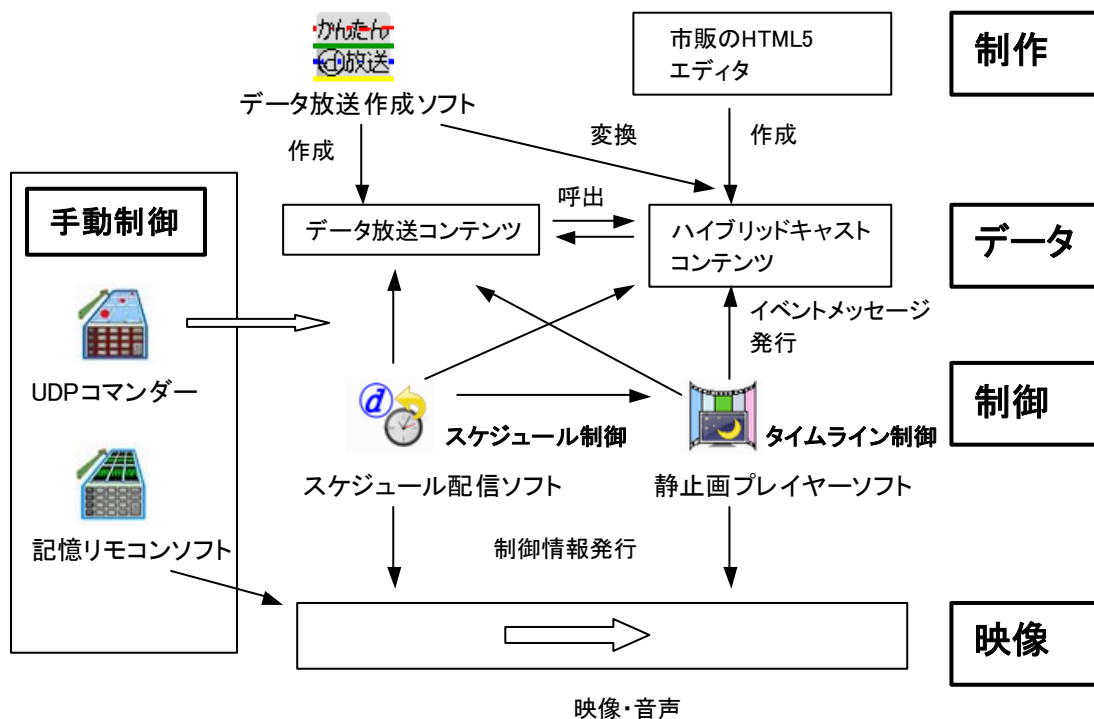 かんたん
ⓓ放送
データ放送作成ソフト
市販のHTML5
エディタ
制作
作成
変換
作成
手動制御
データ放送コンテンツ
呼出
ハイブリッドキャスト
コンテンツ
データ
イベントメッセージ
発行
UDPコマンダー
d
スケジュール制御
タイムライン制御
制御
スケジュール配信ソフト
静止画プレイヤーソフト
記憶リモコンソフト
制御情報発行
映像
映像・音声